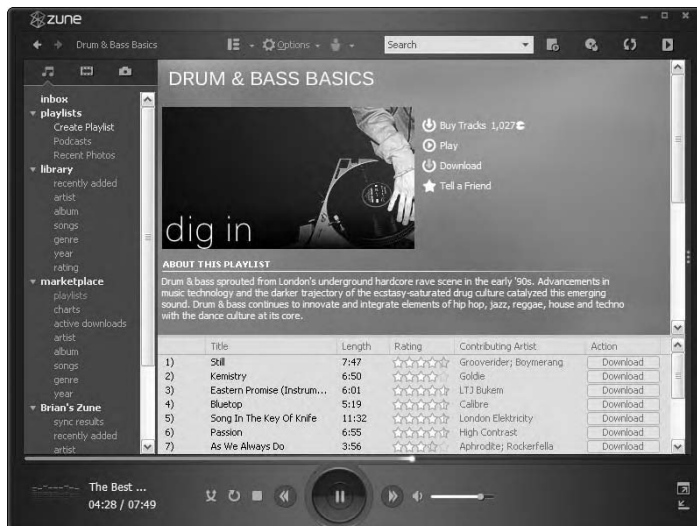 zune
Drum & Bass Basics
Options
Search
inbox
playlists
Create Playlist
Podcasts
Recent Photos
library
recently added
artist
album
songs
genre
year
rating
marketplace
playlists
charts
active downloads
artist
album
songs
genre
year
Brian's Zune
sync results
recently added
artist
DRUM & BASS BASICS
dig in
Buy Tracks 1,027
Play
Download
Tell a Friend
ABOUT THIS PLAYLIST
Drum & bass sprouted from London's underground hardcore rave scene in the early '90s. Advancements in
music technology and the darker trajectory of the ecstasy-saturated drug culture catalyzed this emerging
sound. Drum & bass continues to innovate and integrate elements of hip hop, jazz, reggae, house and techno
with the dance culture at its core.
Title Length Rating Contributing Artist Action
1) Still 7:47 Grooverider; Boymerang Download
2) Kemistry 6:50 Goldie Download
3) Eastern Promise (Instrum... 6:01 LTJ Bukem Download
4) Bluetop 5:19 Calibre Download
5) Song In The Key Of Knife 11:32 London Elektricity Download
6) Passion 6:55 High Contrast Download
7) As We Always Do 3:56 Aphrodite; Rockerfella Download
The Best ...
04:28 / 07:49